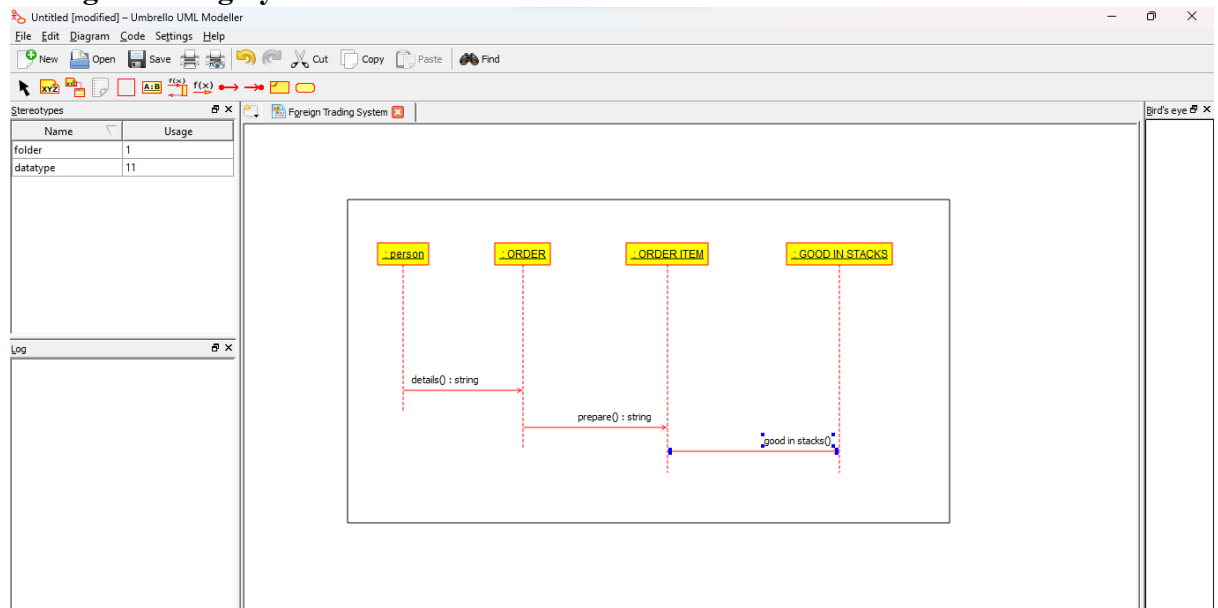 Untitled [modified] – Umbrello UML Modeller
File Edit Diagram Code Settings Help
New Open Save Cut Copy Paste Find
XYZ A:B f(x) f(x)
Stereotypes
Foreign Trading System
Bird's eye
Name Usage
folder 1
datatype 11
: person : ORDER : ORDER ITEM : GOOD IN STACKS
Log
details() : string
prepare() : string
good in stacks()